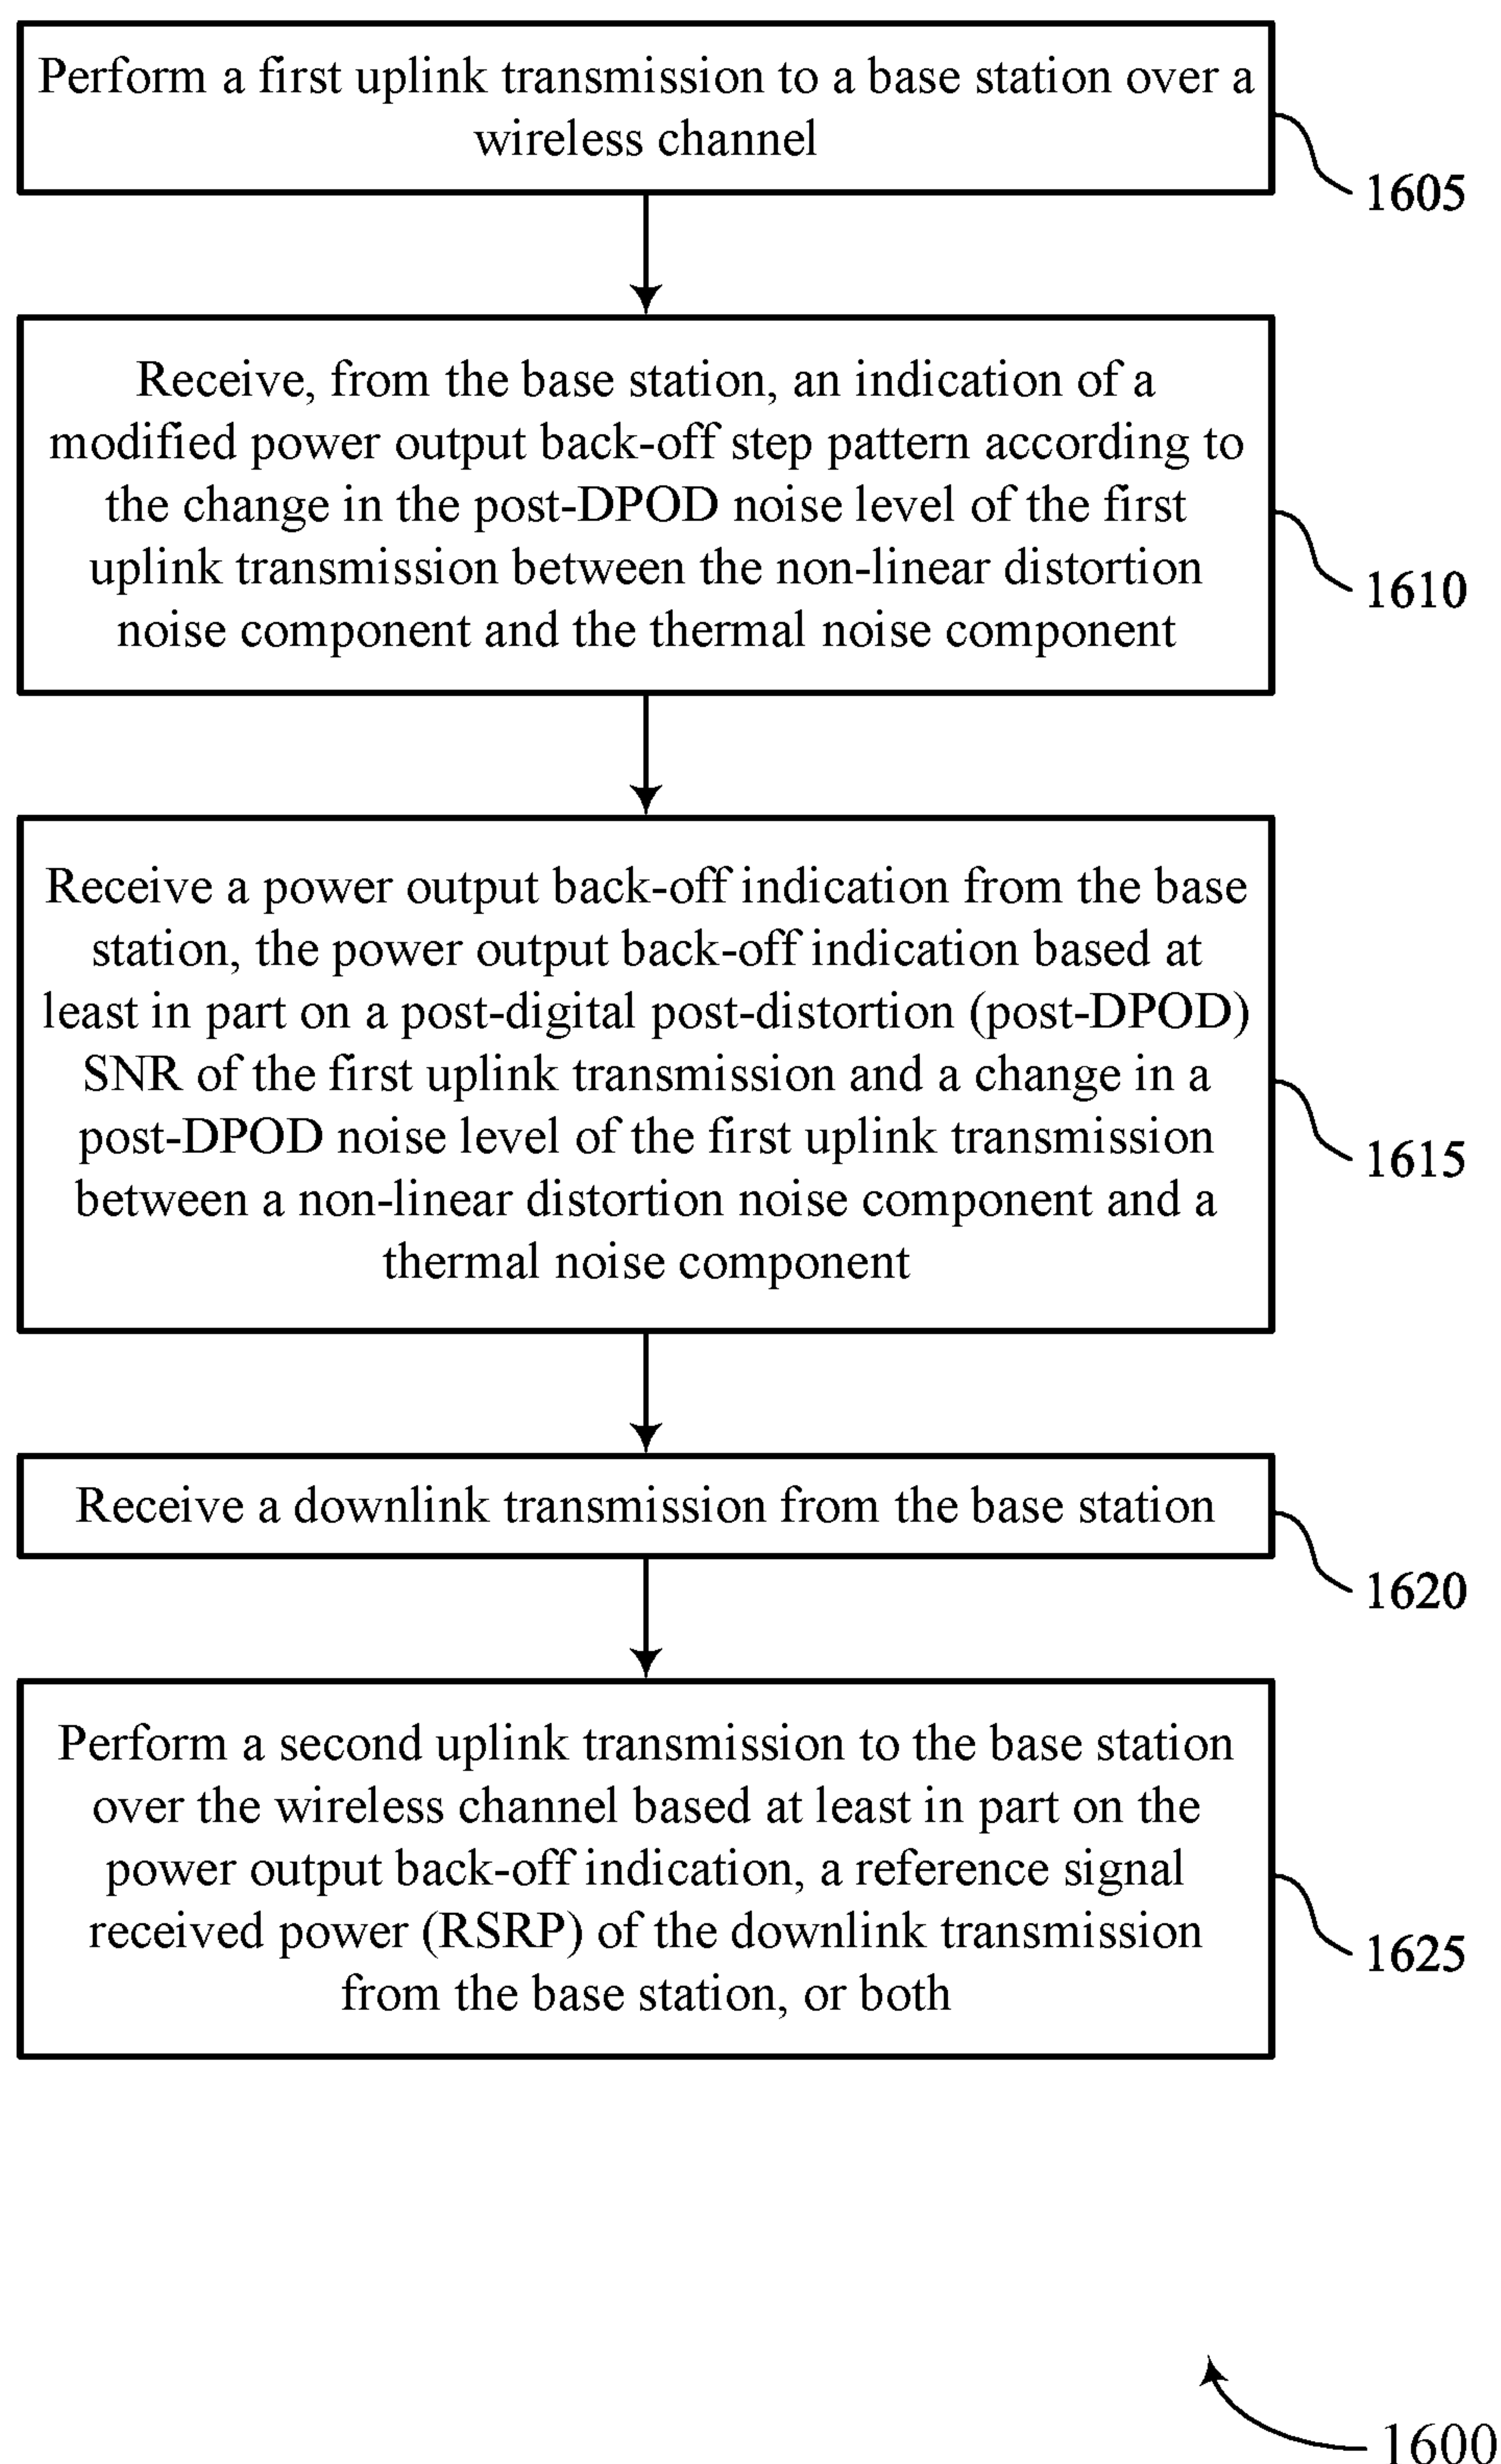 Perform a first uplink transmission to a base station over a
wireless channel
1605
Receive, from the base station, an indication of a
modified power output back-off step pattern according to
the change in the post-DPOD noise level of the first
uplink transmission between the non-linear distortion
noise component and the thermal noise component
1610
Receive a power output back-off indication from the base
station, the power output back-off indication based at
least in part on a post-digital post-distortion (post-DPOD)
SNR of the first uplink transmission and a change in a
post-DPOD noise level of the first uplink transmission
between a non-linear distortion noise component and a
thermal noise component
1615
Receive a downlink transmission from the base station
1620
Perform a second uplink transmission to the base station
over the wireless channel based at least in part on the
power output back-off indication, a reference signal
received power (RSRP) of the downlink transmission
from the base station, or both
1625
1600